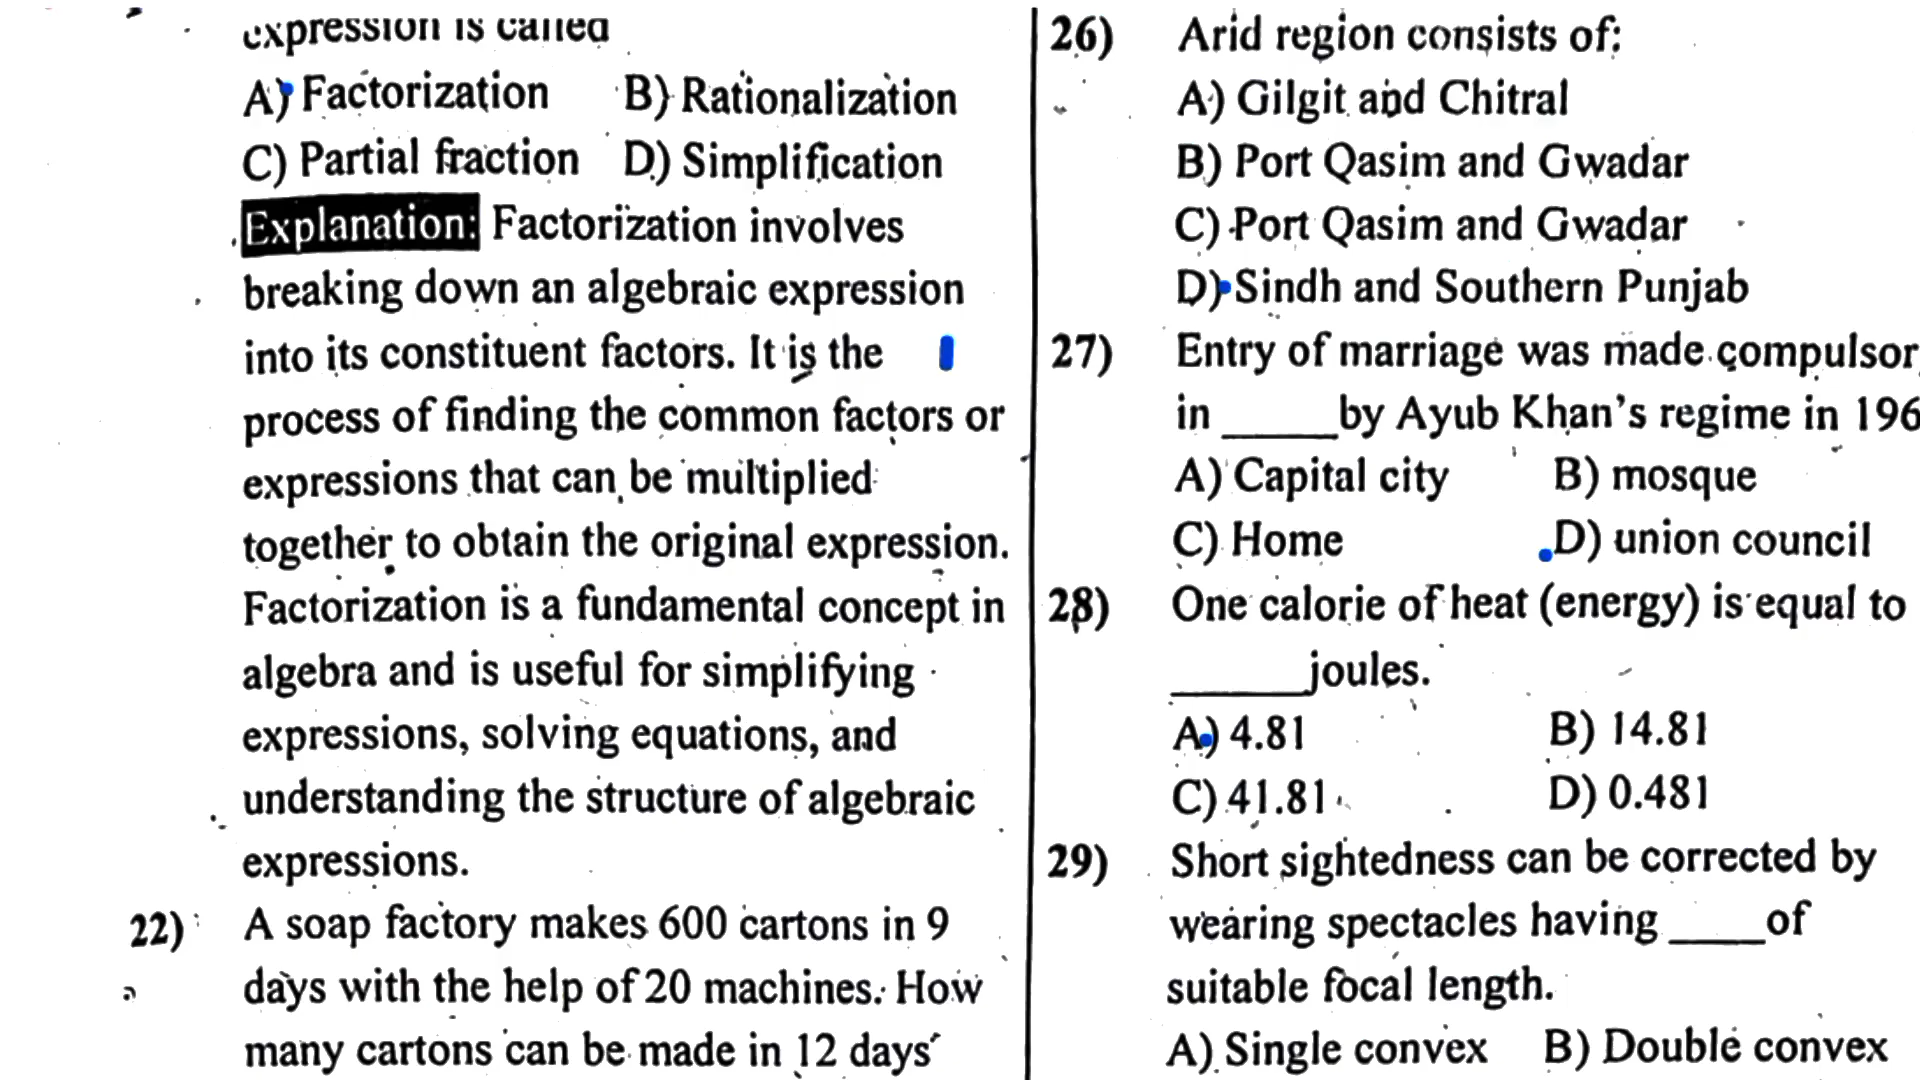 expression is called
A) Factorization B) Rationalization
C) Partial fraction D) Simplification
Explanation: Factorization involves
breaking down an algebraic expression
into its constituent factors. It is the
process of finding the common factors or
expressions that can be multiplied
together to obtain the original expression.
Factorization is a fundamental concept in
algebra and is useful for simplifying
expressions, solving equations, and
understanding the structure of algebraic
expressions.
22) A soap factory makes 600 cartons in 9
days with the help of 20 machines. How
many cartons can be made in 12 days
26) Arid region consists of:
A) Gilgit and Chitral
B) Port Qasim and Gwadar
C) Port Qasim and Gwadar
D) Sindh and Southern Punjab
27) Entry of marriage was made compulsor
in _____by Ayub Khan's regime in 196
A) Capital city B) mosque
C) Home D) union council
28) One calorie of heat (energy) is equal to
______joules.
A) 4.81 B) 14.81
C) 41.81 D) 0.481
29) Short sightedness can be corrected by
wearing spectacles having ____of
suitable focal length.
A) Single convex B) Double convex